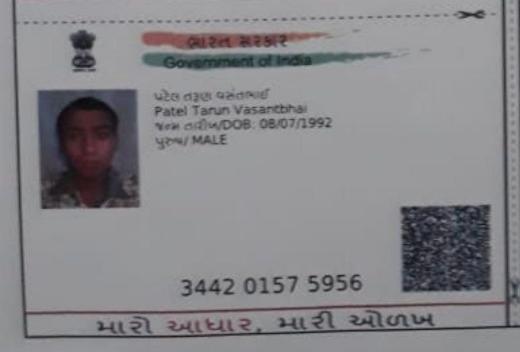 ભારત સરકાર
Government of India
પટેલ તરૂણ વસંતભાઈ
Patel Tarun Vasantbhai
જન્મ તારીખ/DOB: 08/07/1992
પુરુષ/ MALE
3442 0157 5956
મારો આધાર, મારી ઓળખ